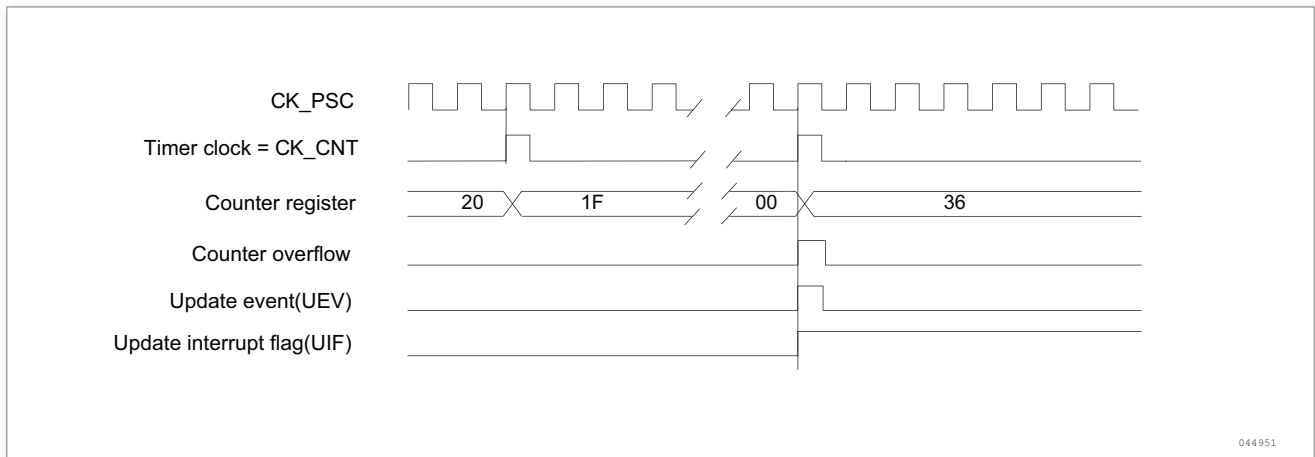 CK_PSC
Timer clock = CK_CNT
Counter register 20 1F 00 36
Counter overflow
Update event(UEV)
Update interrupt flag(UIF)
044951